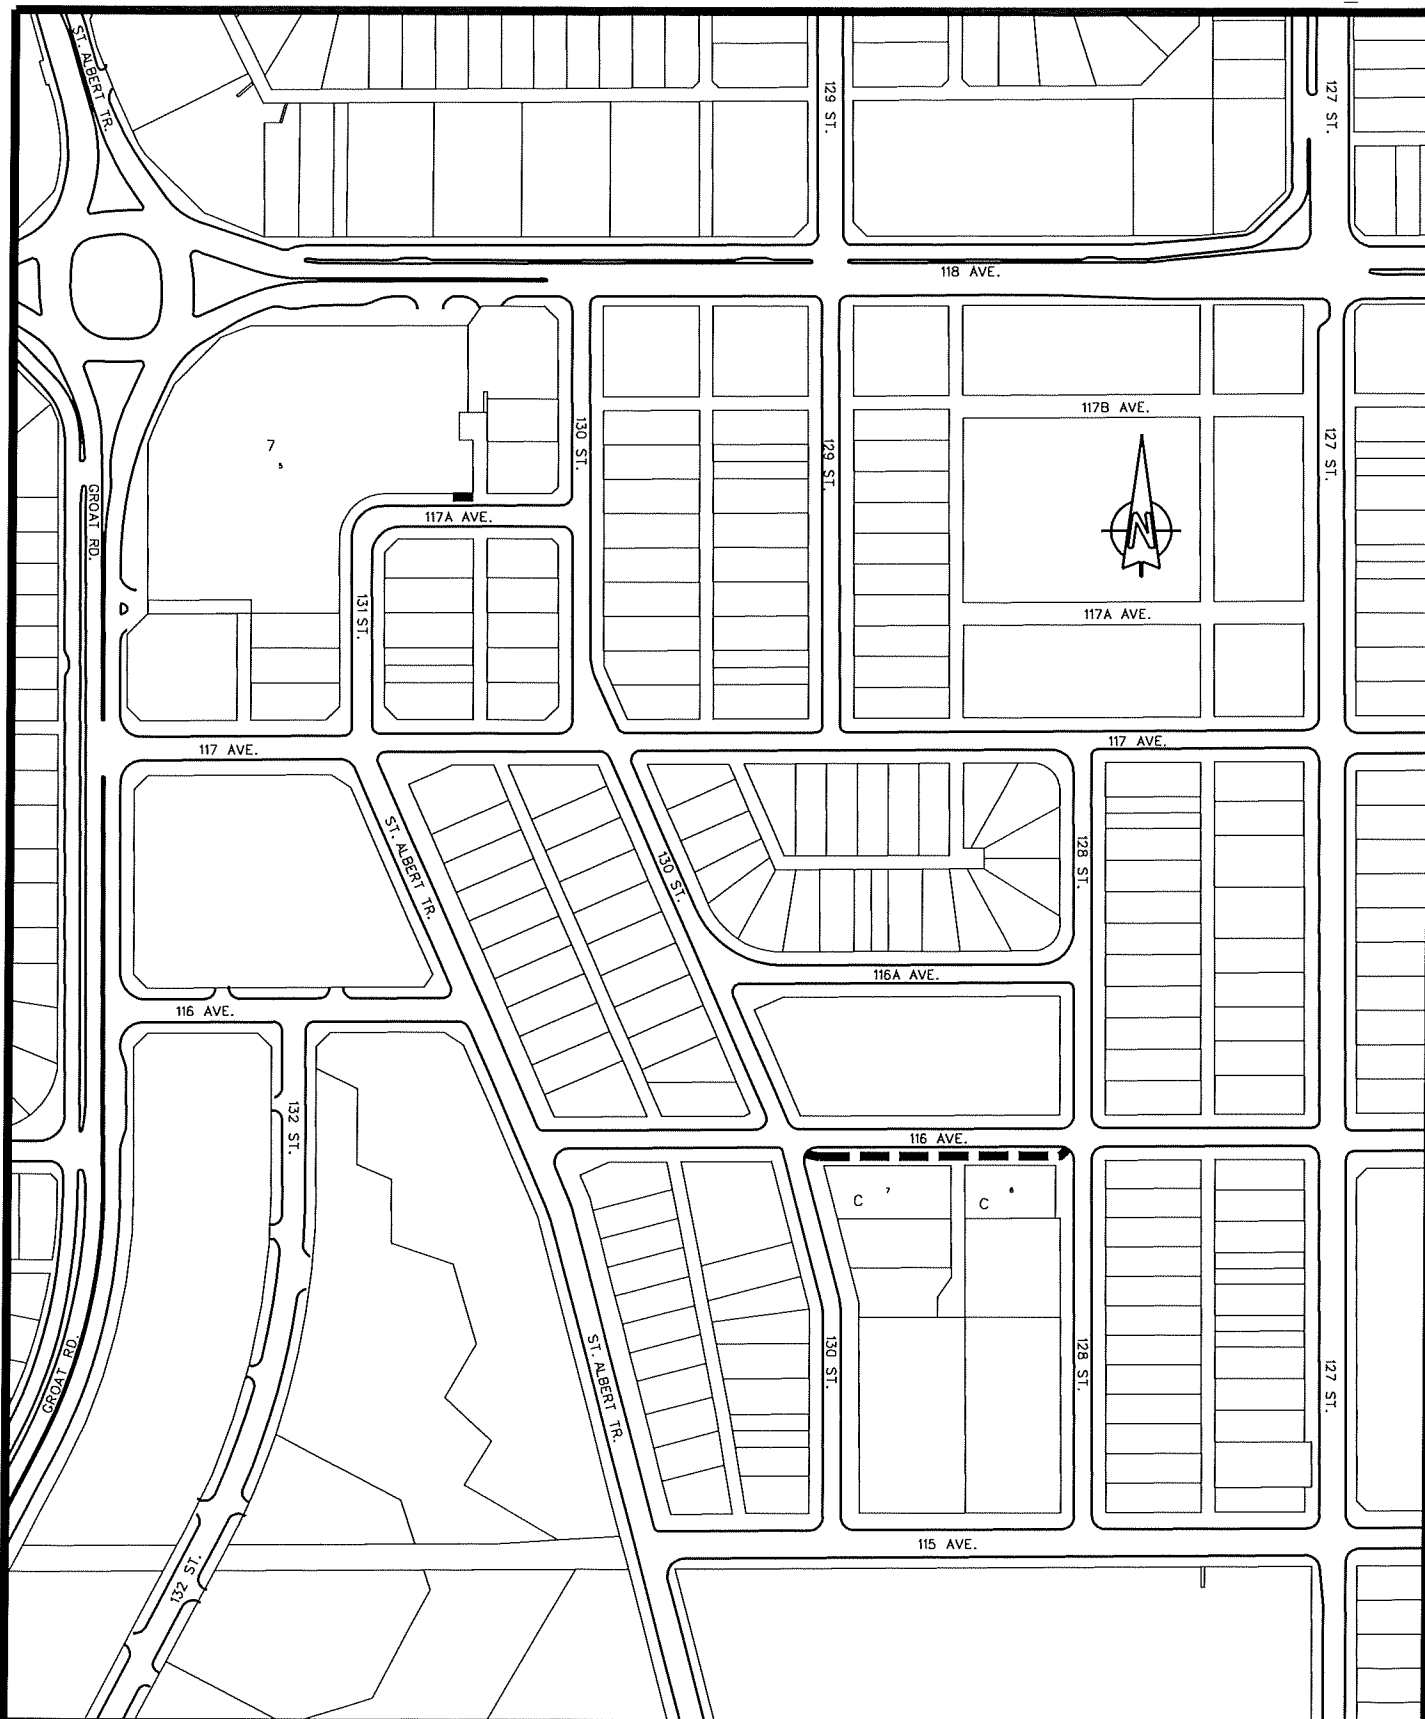 ST. ALBERT TR.
129 ST.
127 ST.
118 AVE.
117B AVE.
7
5
130 ST.
129 ST.
127 ST.
GROAT RD.
117A AVE.
N
131 ST.
117A AVE.
117 AVE.
117 AVE.
ST. ALBERT TR.
130 ST.
128 ST.
116A AVE.
116 AVE.
132 ST.
116 AVE.
C 7
C 6
GROAT RD.
ST. ALBERT TR.
130 ST.
128 ST.
127 ST.
115 AVE.
132 ST.